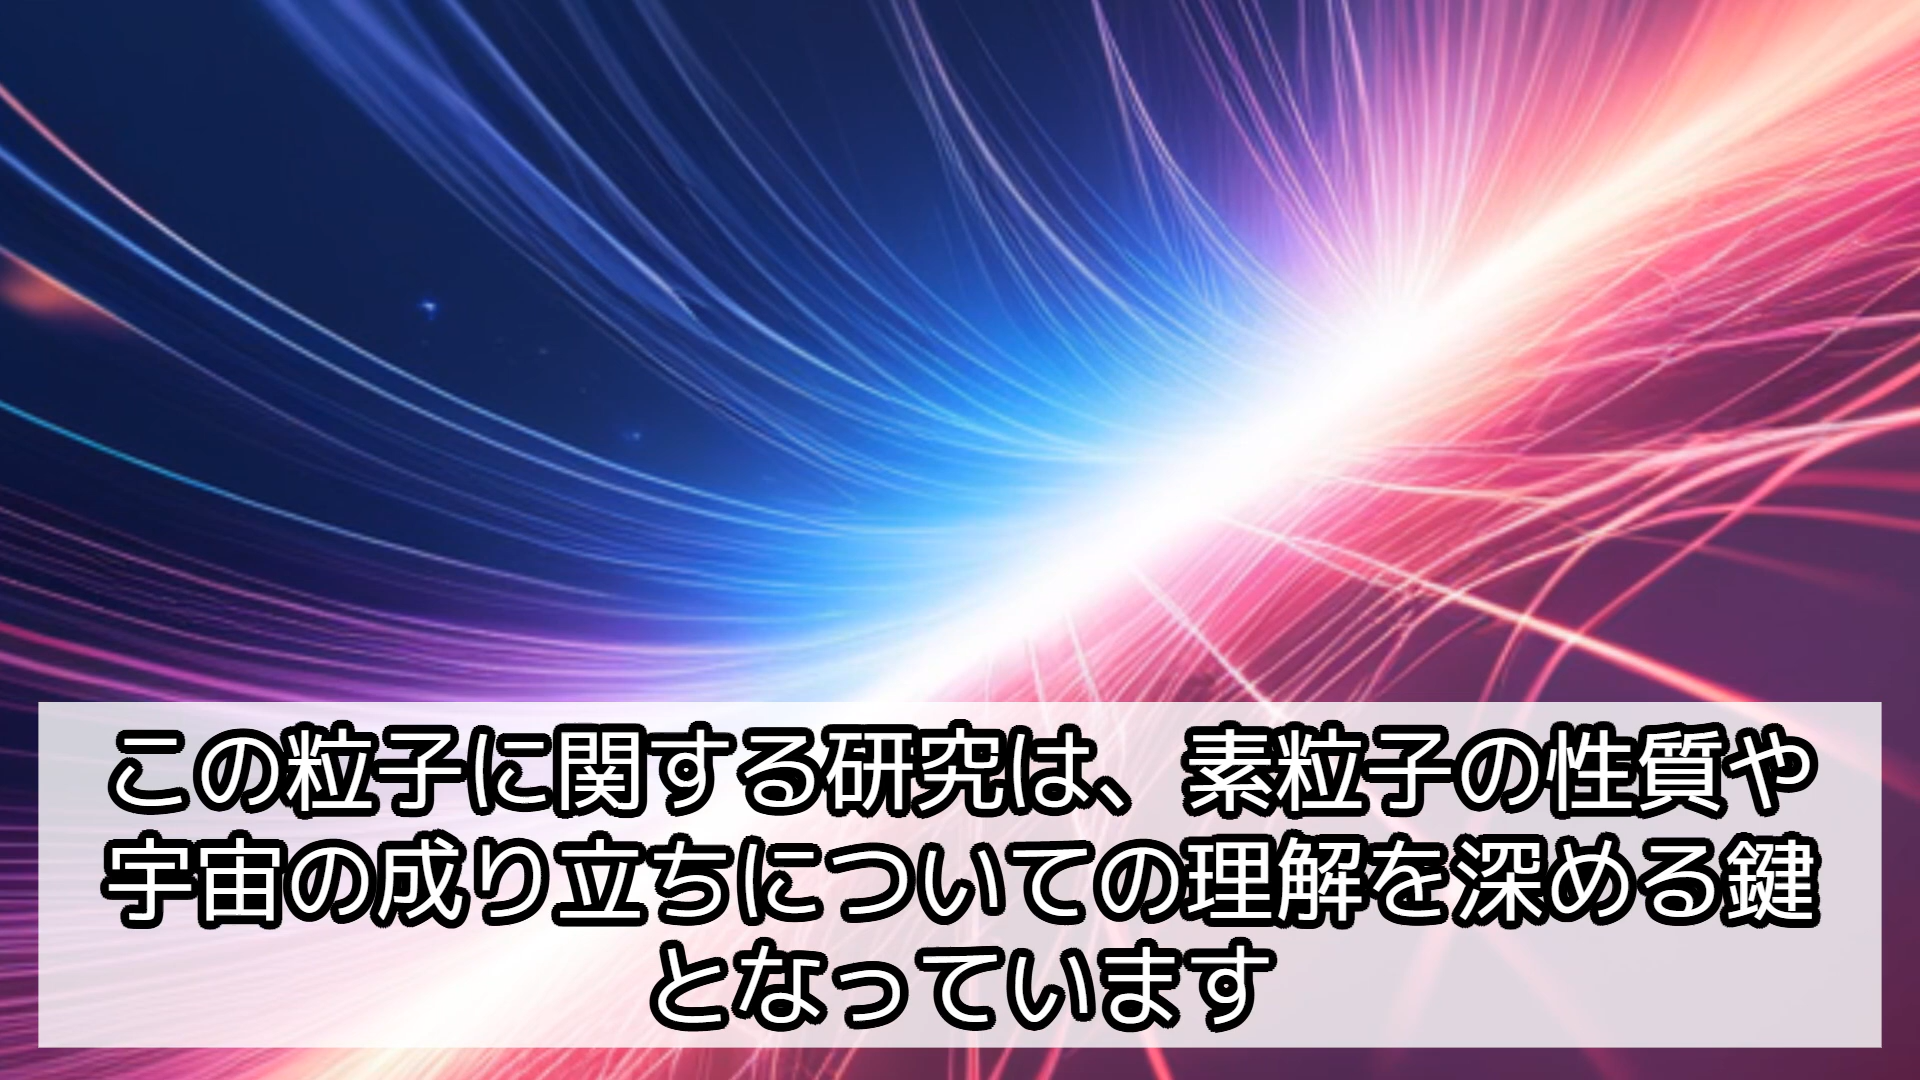 この粒子に関する研究は、素粒子の性質や
宇宙の成り立ちについての理解を深める鍵
となっています